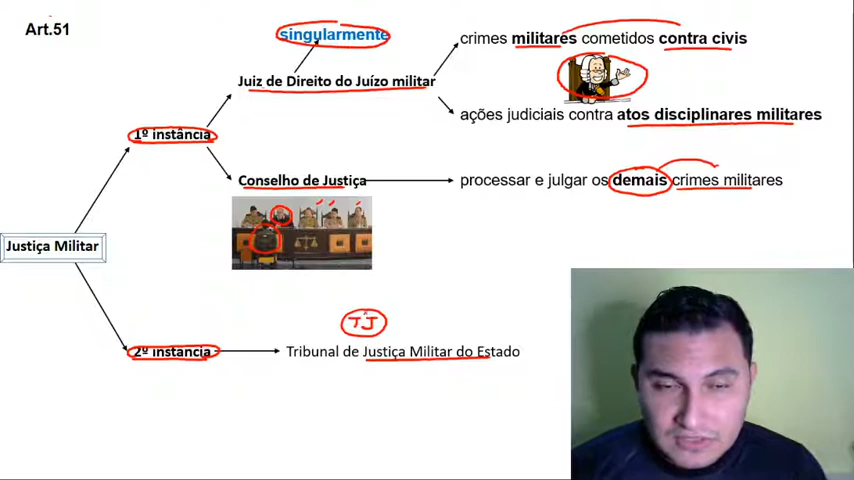 Art.51
singularmente
crimes militares cometidos contra civis
Juiz de Direito do Juízo militar
ações judiciais contra atos disciplinares militares
1º instância
Conselho de Justiça
processar e julgar os demais crimes militares
Justiça Militar
TJ
2º instancia
Tribunal de Justiça Militar do Estado